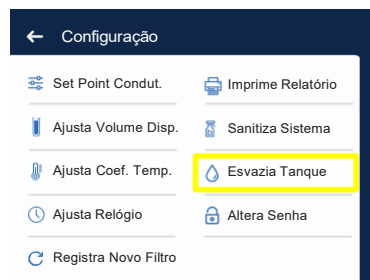 Configuração
Set Point Condut.
Imprime Relatório
Ajusta Volume Disp.
Sanitiza Sistema
Ajusta Coef. Temp.
Esvazia Tanque
Ajusta Relógio
Altera Senha
Registra Novo Filtro